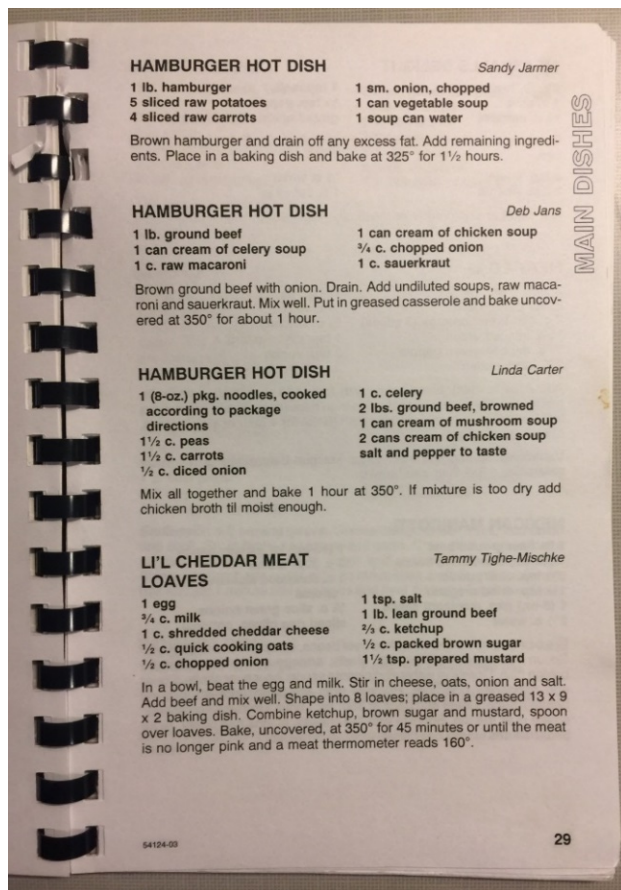 HAMBURGER HOT DISH Sandy Jarmer
1 lb. hamburger
5 sliced raw potatoes
4 sliced raw carrots
1 sm. onion, chopped
1 can vegetable soup
1 soup can water
Brown hamburger and drain off any excess fat. Add remaining ingredi-
ents. Place in a baking dish and bake at 325° for 1½ hours.
MAIN DISHES
HAMBURGER HOT DISH Deb Jans
1 lb. ground beef
1 can cream of celery soup
1 c. raw macaroni
1 can cream of chicken soup
¾ c. chopped onion
1 c. sauerkraut
Brown ground beef with onion. Drain. Add undiluted soups, raw maca-
roni and sauerkraut. Mix well. Put in greased casserole and bake uncov-
ered at 350° for about 1 hour.
HAMBURGER HOT DISH Linda Carter
1 (8-oz.) pkg. noodles, cooked
according to package
directions
1½ c. peas
1½ c. carrots
½ c. diced onion
1 c. celery
2 lbs. ground beef, browned
1 can cream of mushroom soup
2 cans cream of chicken soup
salt and pepper to taste
Mix all together and bake 1 hour at 350°. If mixture is too dry add
chicken broth til moist enough.
LI'L CHEDDAR MEAT Tammy Tighe-Mischke
LOAVES
1 egg
¾ c. milk
1 c. shredded cheddar cheese
½ c. quick cooking oats
½ c. chopped onion
1 tsp. salt
1 lb. lean ground beef
⅔ c. ketchup
½ c. packed brown sugar
1½ tsp. prepared mustard
In a bowl, beat the egg and milk. Stir in cheese, oats, onion and salt.
Add beef and mix well. Shape into 8 loaves; place in a greased 13 x 9
x 2 baking dish. Combine ketchup, brown sugar and mustard, spoon
over loaves. Bake, uncovered, at 350° for 45 minutes or until the meat
is no longer pink and a meat thermometer reads 160°.
54124-03
29